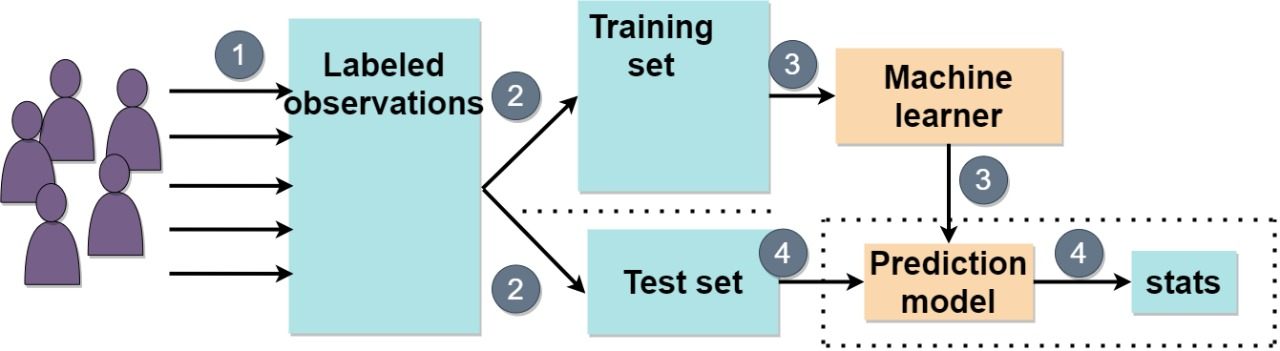 1
Labeled
observations
2
2
Training
set
3
Machine
learner
3
Test set
4
Prediction
model
4
stats